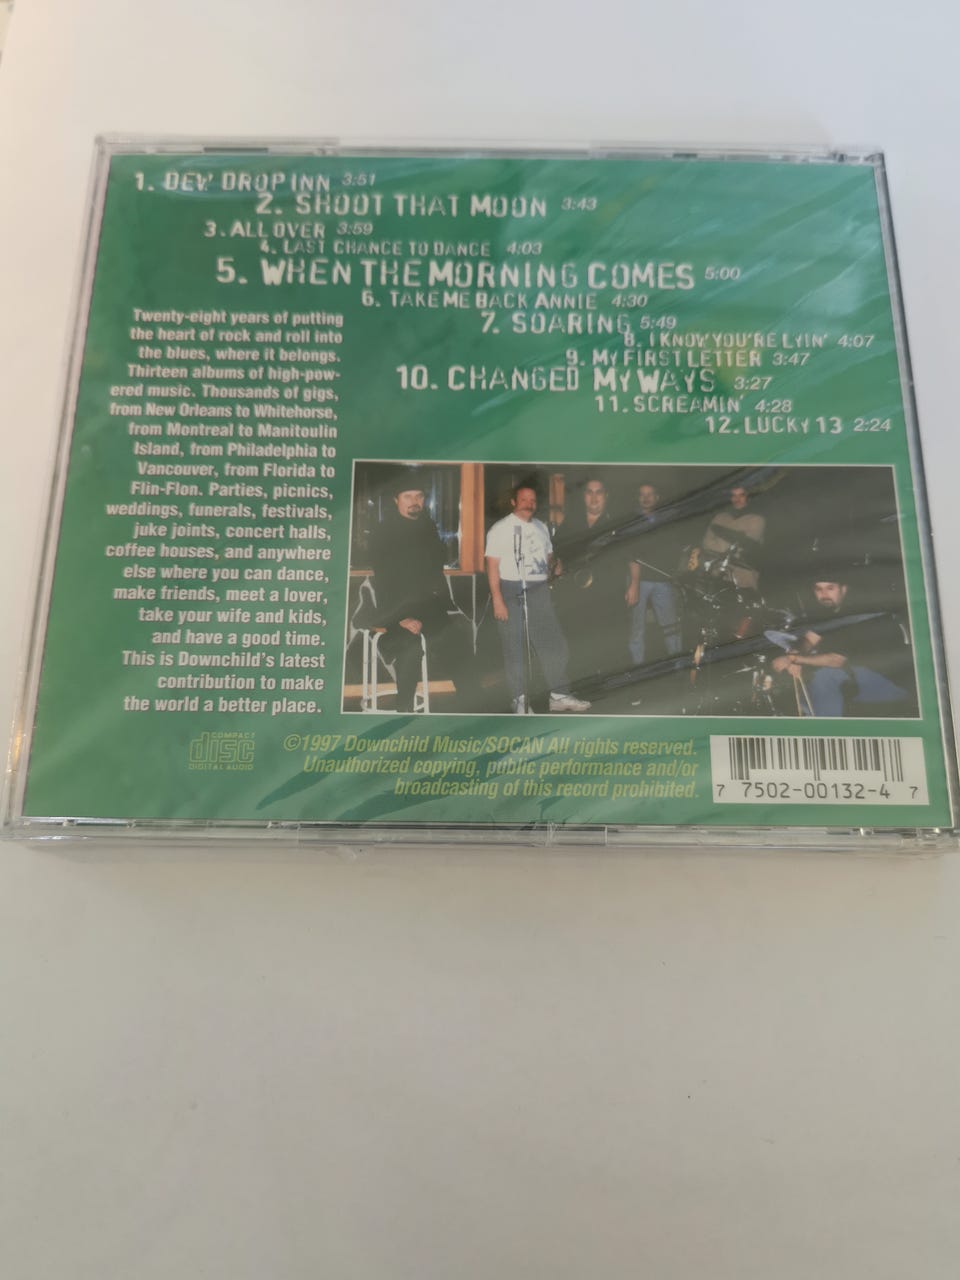 1. DEW DROP INN 3:51
2. SHOOT THAT MOON 3:43
3. ALL OVER 3:59
4. LAST CHANCE TO DANCE 4:03
5. WHEN THE MORNING COMES 5:00
6. TAKE ME BACK ANNIE 4:30
7. SOARING 5:49
8. I KNOW YOU'RE LYIN' 4:07
9. MY FIRST LETTER 3:47
10. CHANGED MY WAYS 3:27
11. SCREAMIN' 4:28
12. LUCKY 13 2:24
Twenty-eight years of putting
the heart of rock and roll into
the blues, where it belongs.
Thirteen albums of high-pow-
ered music. Thousands of gigs,
from New Orleans to Whitehorse,
from Montreal to Manitoulin
Island, from Philadelphia to
Vancouver, from Florida to
Flin-Flon. Parties, picnics,
weddings, funerals, festivals,
juke joints, concert halls,
coffee houses, and anywhere
else where you can dance,
make friends, meet a lover,
take your wife and kids,
and have a good time.
This is Downchild's latest
contribution to make
the world a better place.
COMPACT
disc
DIGITAL AUDIO
©1997 Downchild Music/SOCAN All rights reserved.
Unauthorized copying, public performance and/or
broadcasting of this record prohibited.
7 7502-00132-4 7